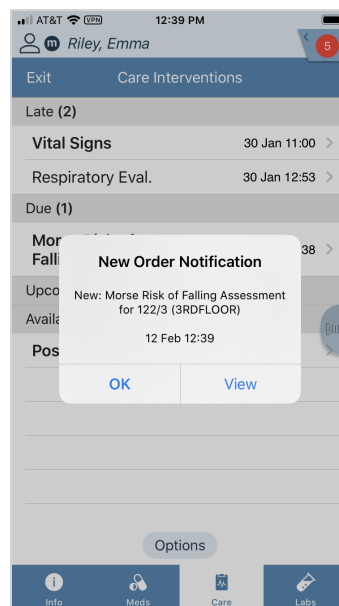 AT&T VPN 12:39 PM
m Riley, Emma 5
Exit Care Interventions
Late (2)
Vital Signs 30 Jan 11:00
Respiratory Eval. 30 Jan 12:53
Due (1)
38
New Order Notification
New: Morse Risk of Falling Assessment
for 122/3 (3RDFLOOR)
12 Feb 12:39
OK View
Options
Info Meds Care Labs